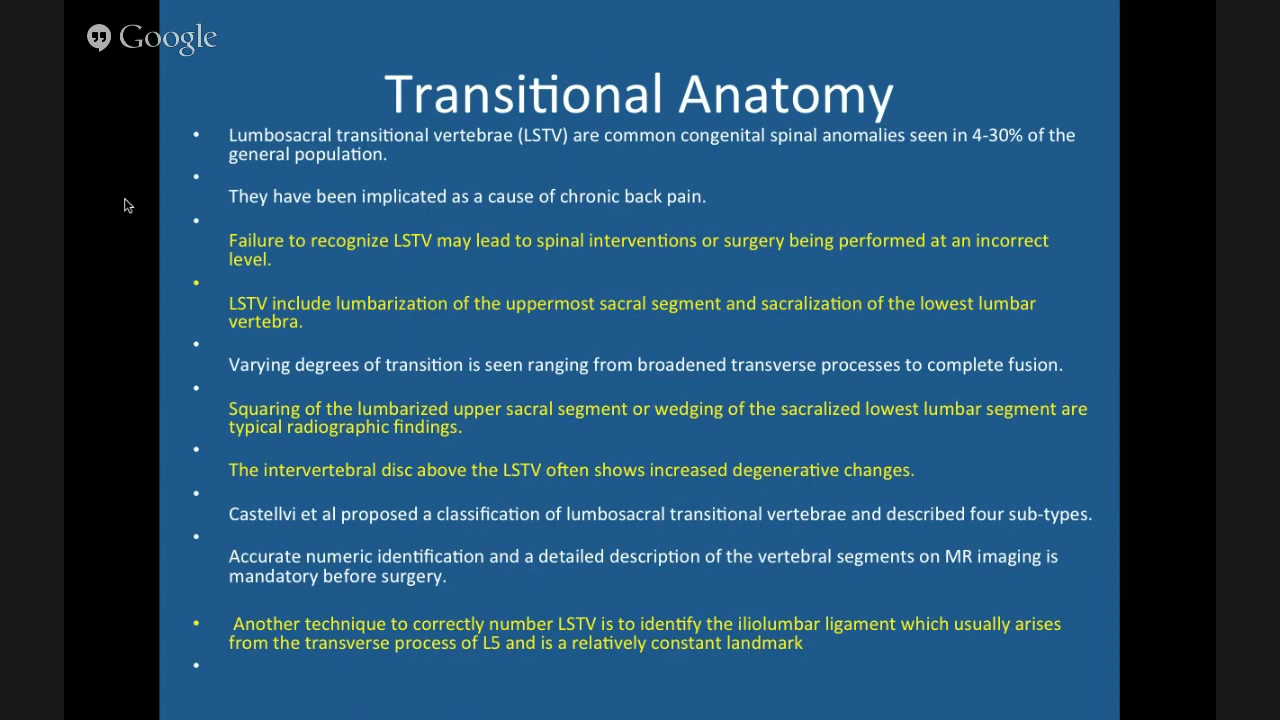 Google
Transitional Anatomy
• Lumbosacral transitional vertebrae (LSTV) are common congenital spinal anomalies seen in 4-30% of the
general population.
•
They have been implicated as a cause of chronic back pain.
•
Failure to recognize LSTV may lead to spinal interventions or surgery being performed at an incorrect
level.
•
LSTV include lumbarization of the uppermost sacral segment and sacralization of the lowest lumbar
vertebra.
•
Varying degrees of transition is seen ranging from broadened transverse processes to complete fusion.
•
Squaring of the lumbarized upper sacral segment or wedging of the sacralized lowest lumbar segment are
typical radiographic findings.
•
The intervertebral disc above the LSTV often shows increased degenerative changes.
•
Castellvi et al proposed a classification of lumbosacral transitional vertebrae and described four sub-types.
•
Accurate numeric identification and a detailed description of the vertebral segments on MR imaging is
mandatory before surgery.
• Another technique to correctly number LSTV is to identify the iliolumbar ligament which usually arises
from the transverse process of L5 and is a relatively constant landmark
•